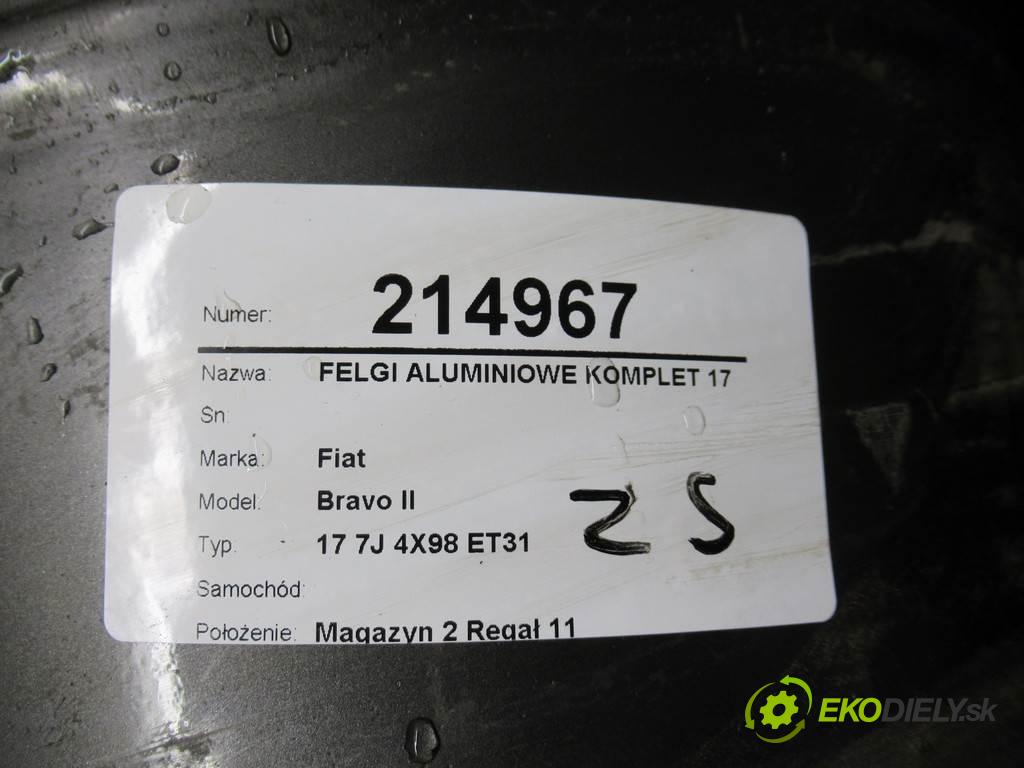 Numer: 214967
Nazwa: FELGI ALUMINIOWE KOMPLET 17
Sn:
Marka: Fiat
Model: Bravo II
Typ: 17 7J 4X98 ET31
ZS
Samochód:
Położenie: Magazyn 2 Regał 11
EKODIELY.sk